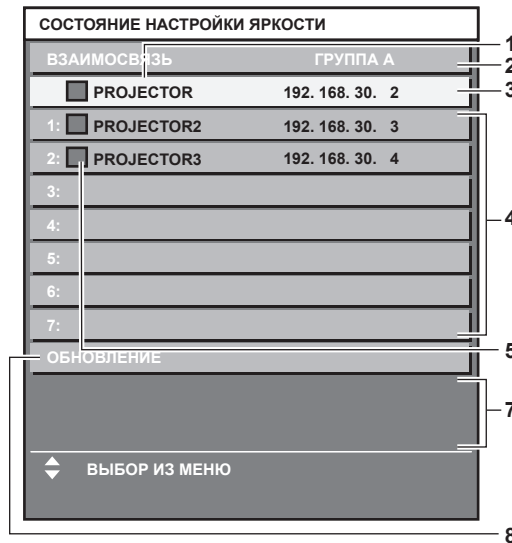 СОСТОЯНИЕ НАСТРОЙКИ ЯРКОСТИ
1
ВЗАИМОСВЯЗЬ ГРУППА A
2
PROJECTOR 192. 168. 30. 2
3
1: PROJECTOR2 192. 168. 30. 3
2: PROJECTOR3 192. 168. 30. 4
3:
4:
4
5:
6:
7:
ОБНОВЛЕНИЕ
5
7
ВЫБОР ИЗ МЕНЮ
8